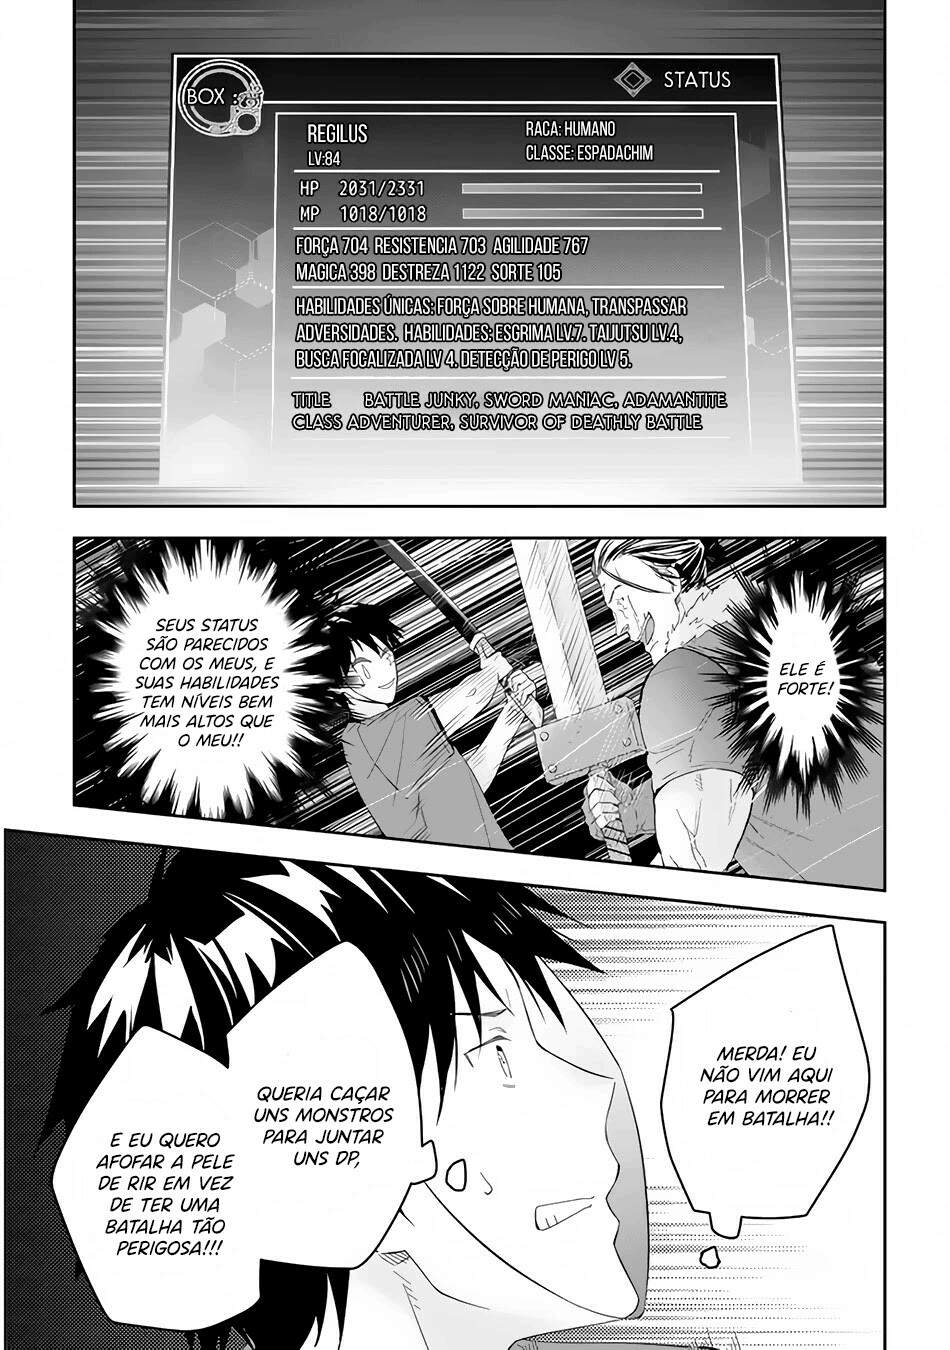 BOX :
STATUS
REGILUS
LV:84
RACA: HUMANO
CLASSE: ESPADACHIM
HP 2031/2331
MP 1018/1018
FORÇA 704 RESISTENCIA 703 AGILIDADE 767
MAGICA 398 DESTREZA 1122 SORTE 105
HABILIDADES ÚNICAS: FORÇA SOBRE HUMANA, TRANSPASSAR
ADVERSIDADES. HABILIDADES: ESGRIMA LV.7. TAIJUTSU LV.4,
BUSCA FOCALIZADA LV 4. DETECÇÃO DE PERIGO LV 5.
TITLE BATTLE JUNKY, SWORD MANIAC, ADAMANTITE
CLASS ADVENTURER, SURVIVOR OF DEATHLY BATTLE
ELE É
FORTE!
SEUS STATUS
SÃO PARECIDOS
COM OS MEUS, E
SUAS HABILIDADES
TEM NÍVEIS BEM
MAIS ALTOS QUE
O MEU!!
MERDA! EU
NÃO VIM AQUI
PARA MORRER
EM BATALHA!!
QUERIA CAÇAR
UNS MONSTROS
PARA JUNTAR
UNS DP,
E EU QUERO
AFOFAR A PELE
DE RIR EM VEZ
DE TER UMA
BATALHA TÃO
PERIGOSA!!!